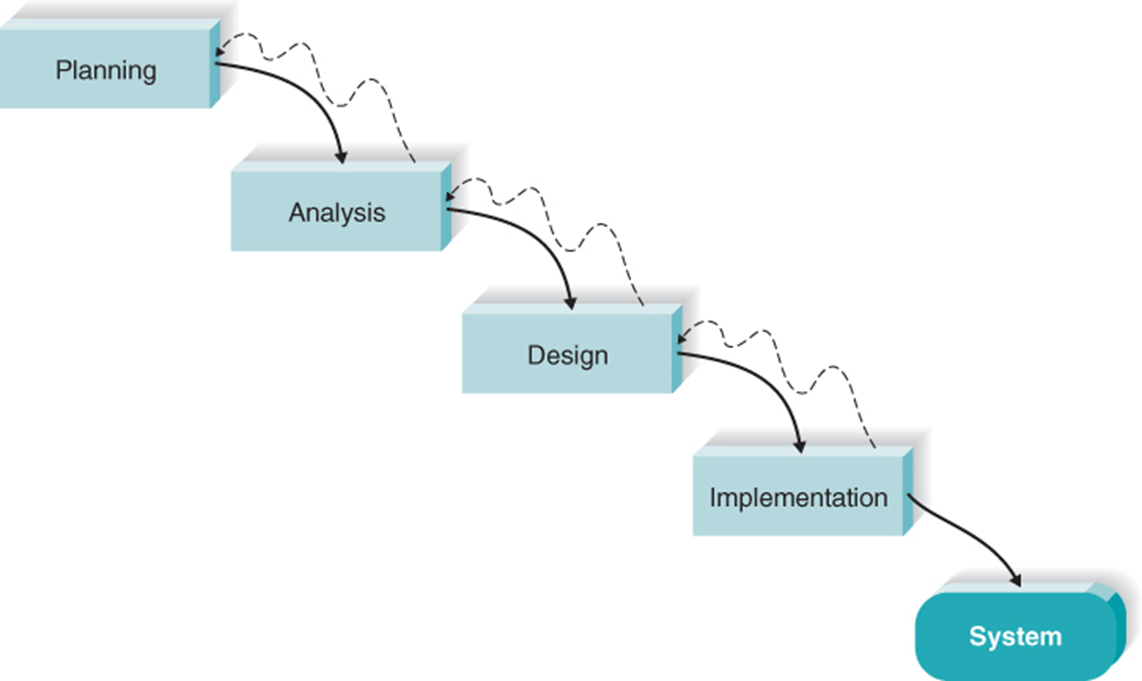 Planning
Analysis
Design
Implementation
System